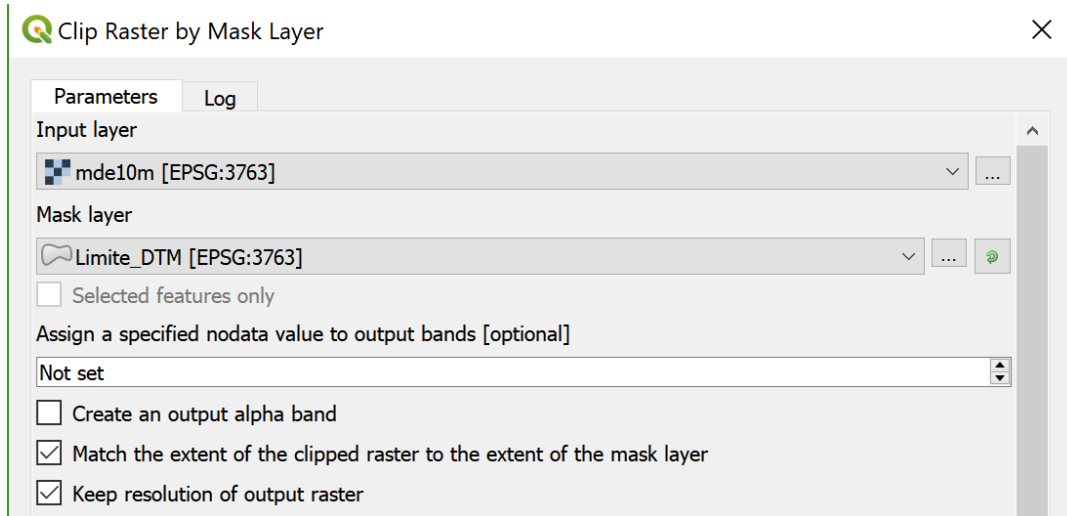 Clip Raster by Mask Layer
Parameters Log
Input layer
mde10m [EPSG:3763]
...
Mask layer
Limite_DTM [EPSG:3763]
...
Selected features only
Assign a specified nodata value to output bands [optional]
Not set
Create an output alpha band
Match the extent of the clipped raster to the extent of the mask layer
Keep resolution of output raster